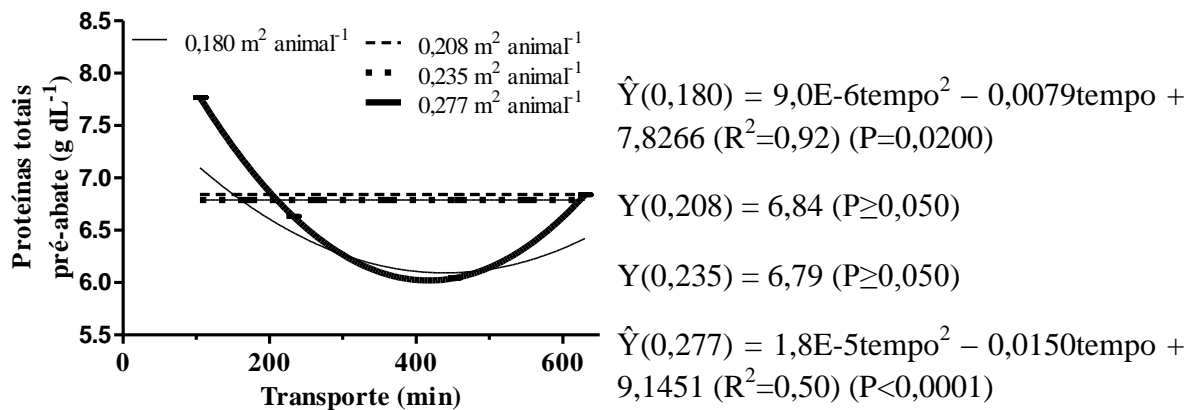 8.5
8.0
7.5
7.0
6.5
6.0
5.5
0
200
400
600
Proteínas totais
pré-abate (g dL⁻¹)
Transporte (min)
0,180 m² animal⁻¹
0,208 m² animal⁻¹
0,235 m² animal⁻¹
0,277 m² animal⁻¹
Ŷ(0,180) = 9,0E-6tempo² – 0,0079tempo +
7,8266 (R²=0,92) (P=0,0200)
Y(0,208) = 6,84 (P≥0,050)
Y(0,235) = 6,79 (P≥0,050)
Ŷ(0,277) = 1,8E-5tempo² – 0,0150tempo +
9,1451 (R²=0,50) (P<0,0001)